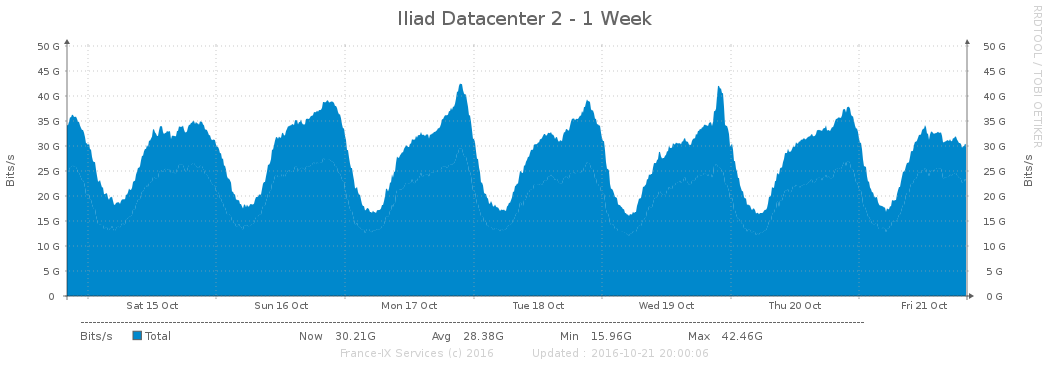 Iliad Datacenter 2 - 1 Week
RRDTOOL / TOBI OETIKER
Bits/s
50 G 50 G
45 G 45 G
40 G 40 G
35 G 35 G
30 G 30 G
25 G 25 G
20 G 20 G
15 G 15 G
10 G 10 G
5 G 5 G
0 0 G
Bits/s
Sat 15 Oct Sun 16 Oct Mon 17 Oct Tue 18 Oct Wed 19 Oct Thu 20 Oct Fri 21 Oct
Bits/s Total Now 30.21G Avg 28.38G Min 15.96G Max 42.46G
France-IX Services (c) 2016 Updated : 2016-10-21 20:00:06